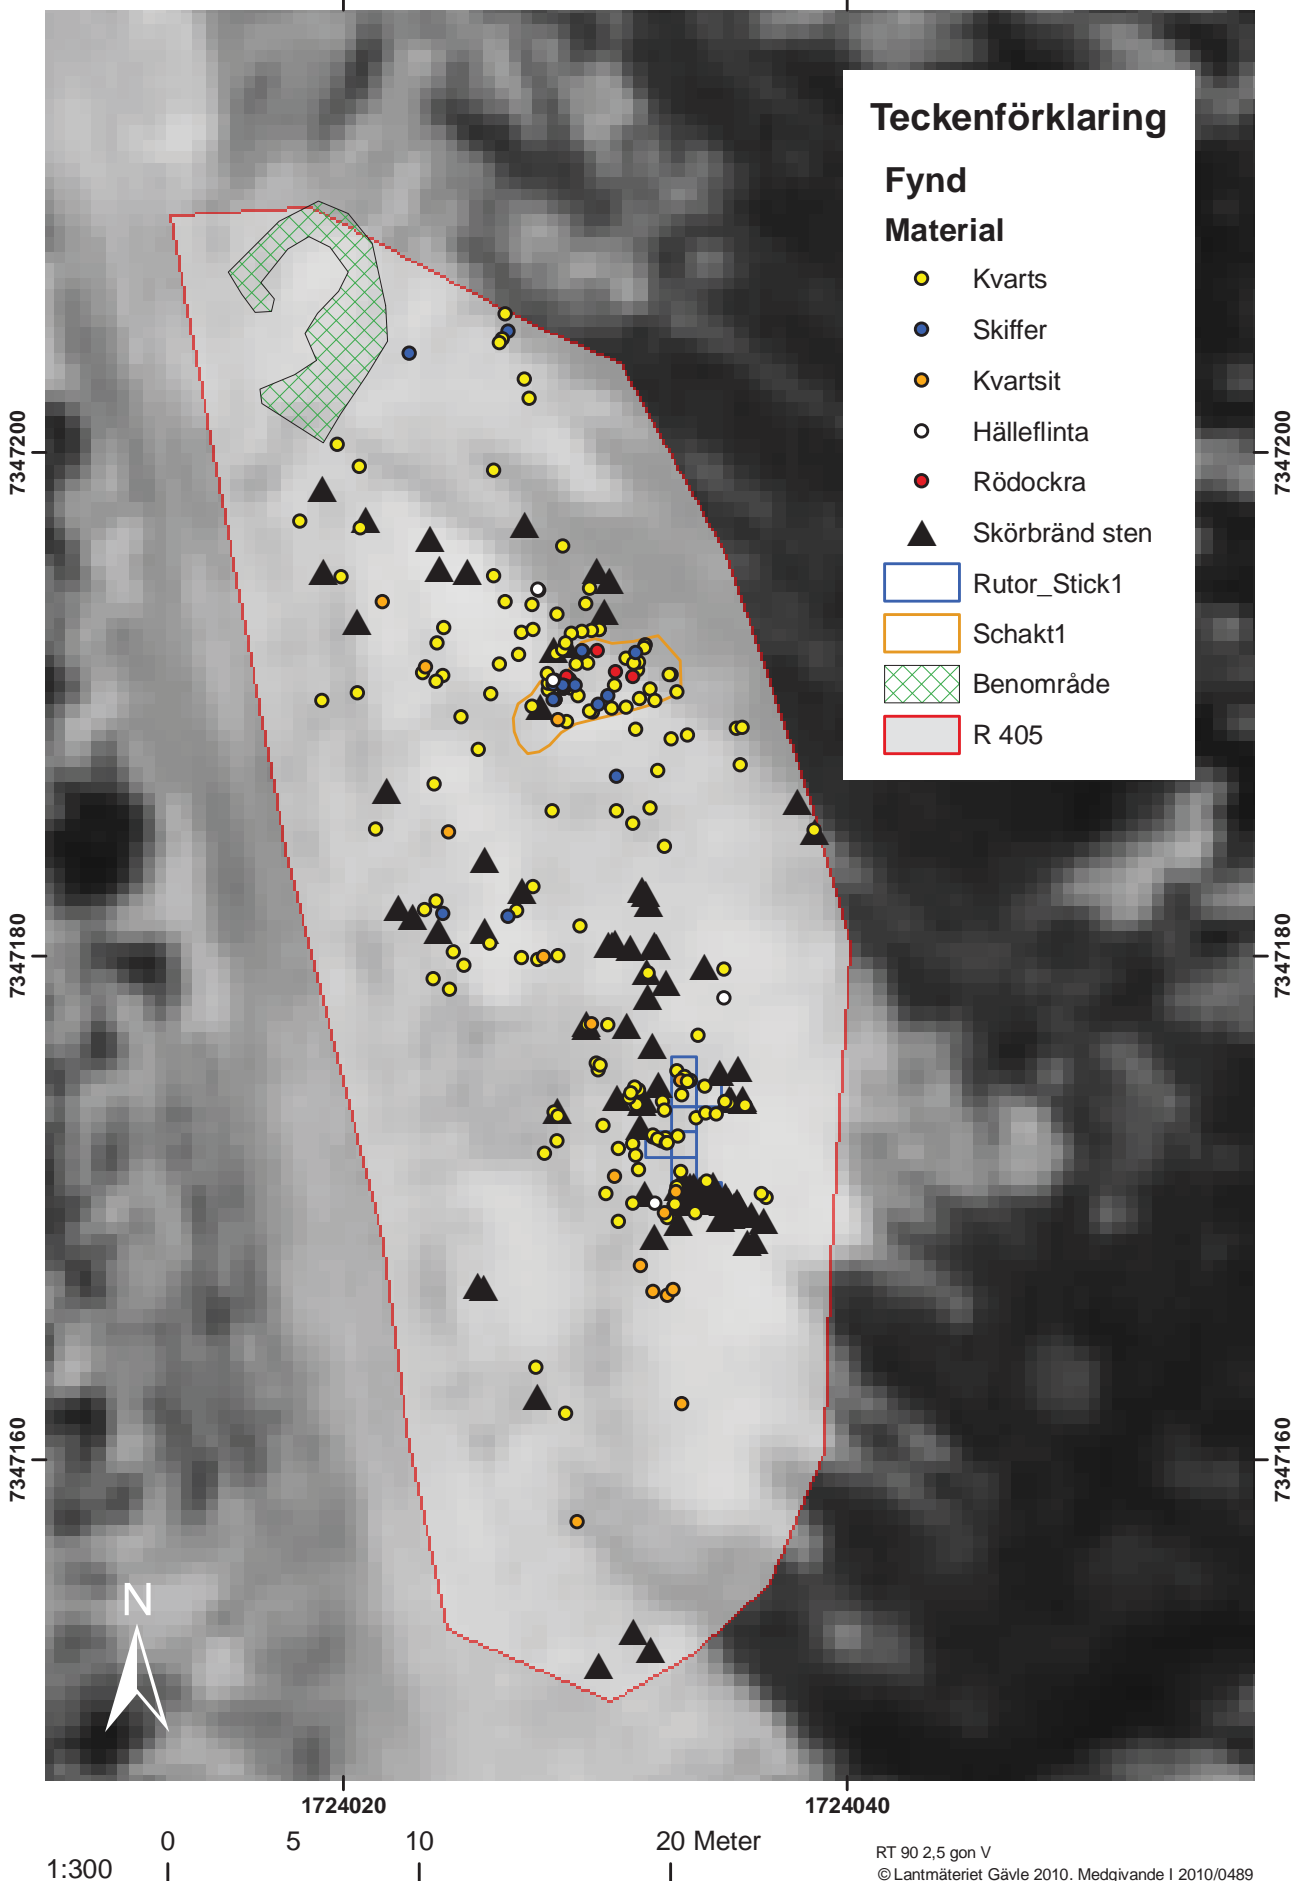 Teckenförklaring
Fynd
Material
Kvarts
Skiffer
Kvartsit
Hälleflinta
Rödockra
Skörbränd sten
Rutor_Stick1
Schakt1
Benområde
R 405
7347200
7347200
7347180
7347180
7347160
7347160
N
1724020
1724040
0 5 10 20 Meter
1:300
RT 90 2,5 gon V
© Lantmäteriet Gävle 2010. Medgivande I 2010/0489